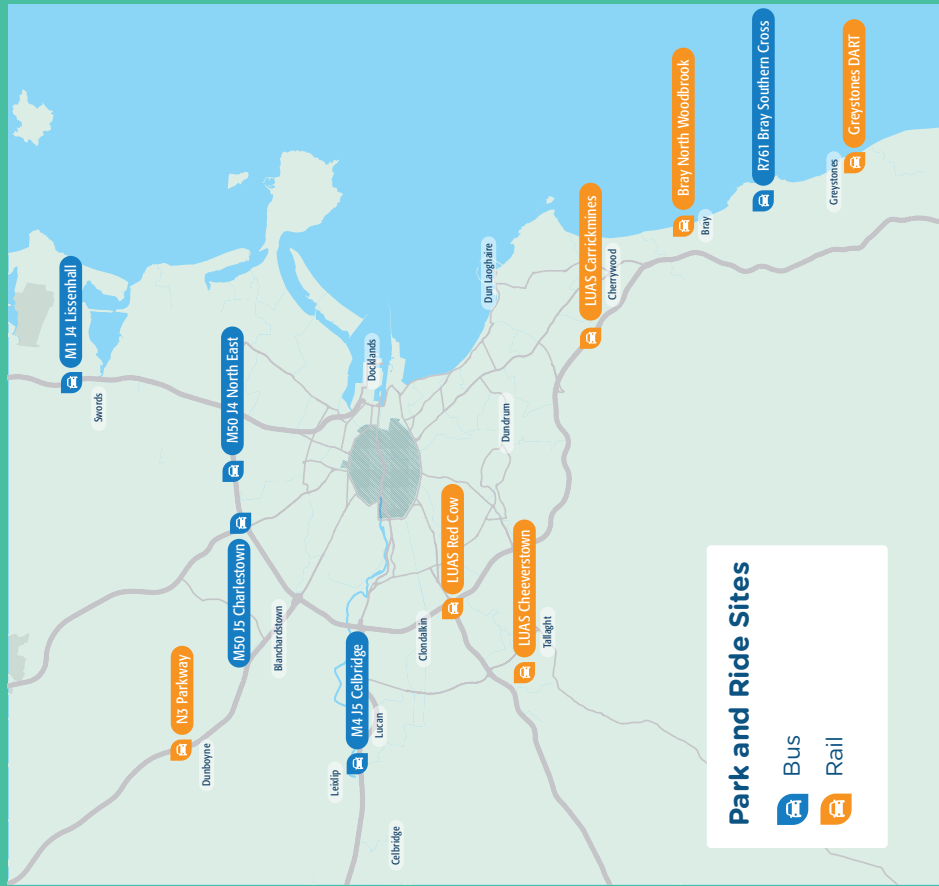 M1 J4 Lissenhall
Swords
M50 J4 North East
M50 J5 Charlestown
N3 Parkway
Dunboyne
Blanchardstown
Docklands
M4 J5 Celbridge
Leixlip
Lucan
Celbridge
Clondalkin
LUAS Red Cow
LUAS Cheeverstown
Tallaght
Dundrum
Dun Laoghaire
LUAS Carrickmines
Cherrywood
Bray North Woodbrook
Bray
R761 Bray Southern Cross
Greystones
Greystones DART
Park and Ride Sites
Bus
Rail